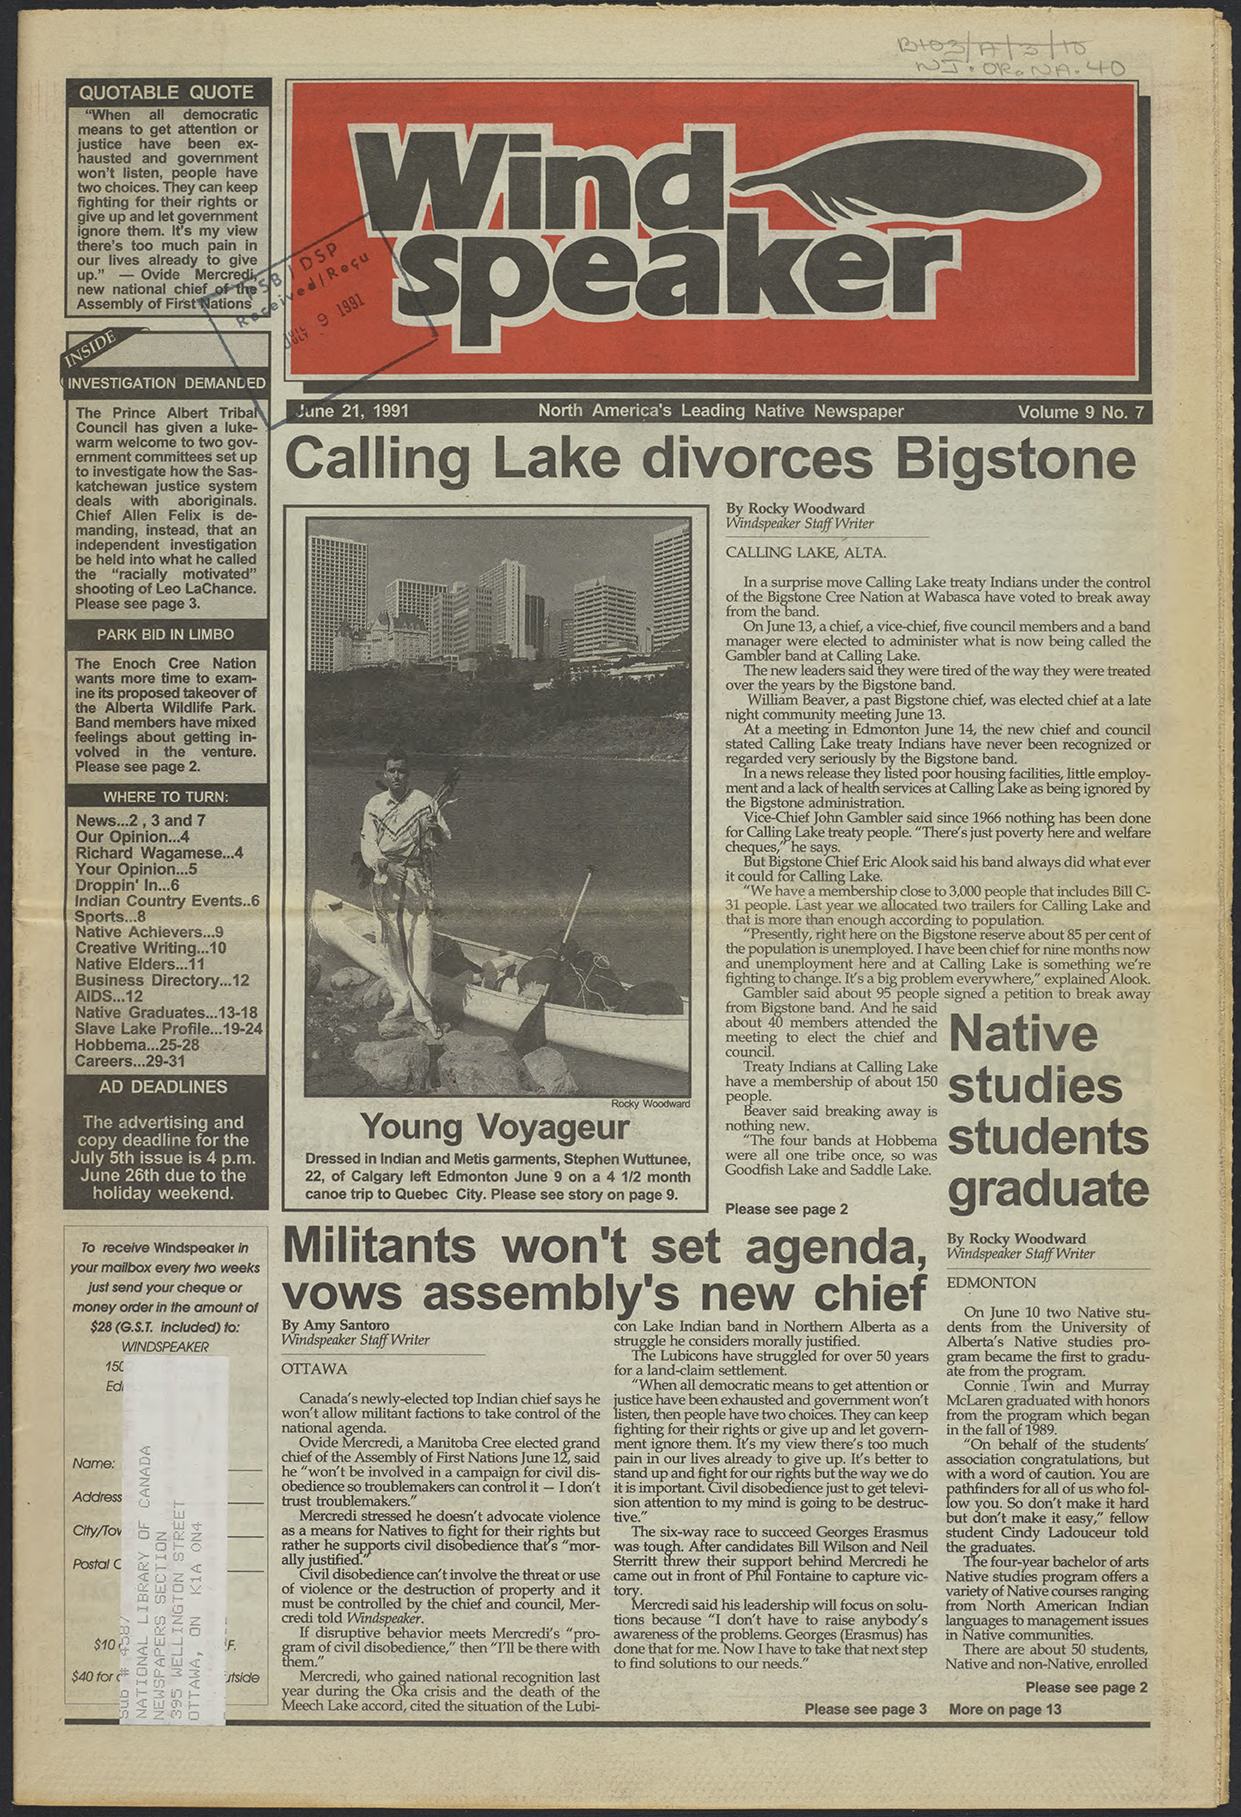 B103/A/3/10
NJ.OR.NA.40
QUOTABLE QUOTE
"When all democratic
means to get attention or
justice have been ex-
hausted and government
won't listen, people have
two choices. They can keep
fighting for their rights or
give up and let government
ignore them. It's my view
there's too much pain in
our lives already to give
up." — Ovide Mercredi,
new national chief of the
Assembly of First Nations
Wind
speaker
SB / DSP
Received/Reçu
JUIL 9 1991
JULY
INSIDE
INVESTIGATION DEMANDED
The Prince Albert Tribal
Council has given a luke-
warm welcome to two gov-
ernment committees set up
to investigate how the Sas-
katchewan justice system
deals with aboriginals.
Chief Allen Felix is de-
manding, instead, that an
independent investigation
be held into what he called
the "racially motivated"
shooting of Leo LaChance.
Please see page 3.
PARK BID IN LIMBO
The Enoch Cree Nation
wants more time to exam-
ine its proposed takeover of
the Alberta Wildlife Park.
Band members have mixed
feelings about getting in-
volved in the venture.
Please see page 2.
WHERE TO TURN:
News...2 , 3 and 7
Our Opinion...4
Richard Wagamese...4
Your Opinion...5
Droppin' In...6
Indian Country Events..6
Sports...8
Native Achievers...9
Creative Writing...10
Native Elders...11
Business Directory...12
AIDS...12
Native Graduates...13-18
Slave Lake Profile...19-24
Hobbema...25-28
Careers...29-31
AD DEADLINES
The advertising and
copy deadline for the
July 5th issue is 4 p.m.
June 26th due to the
holiday weekend.
To receive Windspeaker in
your mailbox every two weeks
just send your cheque or
money order in the amount of
$28 (G.S.T. included) to:
WINDSPEAKER
150
Ed
Name:
Address
City/Tow
Postal C
$10
F.
$40 for
utside
Sub # 4587
NATIONAL LIBRARY OF CANADA
NEWSPAPERS SECTION
395 WELLINGTON STREET
OTTAWA, ON K1A 0N4
June 21, 1991
North America's Leading Native Newspaper
Volume 9 No. 7
Calling Lake divorces Bigstone
Rocky Woodward
Young Voyageur
Dressed in Indian and Metis garments, Stephen Wuttunee,
22, of Calgary left Edmonton June 9 on a 4 1/2 month
canoe trip to Quebec City. Please see story on page 9.
By Rocky Woodward
Windspeaker Staff Writer
CALLING LAKE, ALTA.
In a surprise move Calling Lake treaty Indians under the control
of the Bigstone Cree Nation at Wabasca have voted to break away
from the band.
On June 13, a chief, a vice-chief, five council members and a band
manager were elected to administer what is now being called the
Gambler band at Calling Lake.
The new leaders said they were tired of the way they were treated
over the years by the Bigstone band.
William Beaver, a past Bigstone chief, was elected chief at a late
night community meeting June 13.
At a meeting in Edmonton June 14, the new chief and council
stated Calling Lake treaty Indians have never been recognized or
regarded very seriously by the Bigstone band.
In a news release they listed poor housing facilities, little employ-
ment and a lack of health services at Calling Lake as being ignored by
the Bigstone administration.
Vice-Chief John Gambler said since 1966 nothing has been done
for Calling Lake treaty people. "There's just poverty here and welfare
cheques," he says.
But Bigstone Chief Eric Alook said his band always did what ever
it could for Calling Lake.
"We have a membership close to 3,000 people that includes Bill C-
31 people. Last year we allocated two trailers for Calling Lake and
that is more than enough according to population.
"Presently, right here on the Bigstone reserve about 85 per cent of
the population is unemployed. I have been chief for nine months now
and unemployment here and at Calling Lake is something we're
fighting to change. It's a big problem everywhere," explained Alook.
Gambler said about 95 people signed a petition to break away
from Bigstone band. And he said
about 40 members attended the
meeting to elect the chief and
council.
Treaty Indians at Calling Lake
have a membership of about 150
people.
Beaver said breaking away is
nothing new.
"The four bands at Hobbema
were all one tribe once, so was
Goodfish Lake and Saddle Lake.
Please see page 2
Militants won't set agenda,
vows assembly's new chief
By Amy Santoro
Windspeaker Staff Writer
OTTAWA
Canada's newly-elected top Indian chief says he
won't allow militant factions to take control of the
national agenda.
Ovide Mercredi, a Manitoba Cree elected grand
chief of the Assembly of First Nations June 12, said
he "won't be involved in a campaign for civil dis-
obedience so troublemakers can control it — I don't
trust troublemakers."
Mercredi stressed he doesn't advocate violence
as a means for Natives to fight for their rights but
rather he supports civil disobedience that's "mor-
ally justified."
Civil disobedience can't involve the threat or use
of violence or the destruction of property and it
must be controlled by the chief and council, Mer-
credi told Windspeaker.
If disruptive behavior meets Mercredi's "pro-
gram of civil disobedience," then "I'll be there with
them."
Mercredi, who gained national recognition last
year during the Oka crisis and the death of the
Meech Lake accord, cited the situation of the Lubi-
con Lake Indian band in Northern Alberta as a
struggle he considers morally justified.
The Lubicons have struggled for over 50 years
for a land-claim settlement.
"When all democratic means to get attention or
justice have been exhausted and government won't
listen, then people have two choices. They can keep
fighting for their rights or give up and let govern-
ment ignore them. It's my view there's too much
pain in our lives already to give up. It's better to
stand up and fight for our rights but the way we do
it is important. Civil disobedience just to get televi-
sion attention to my mind is going to be destruc-
tive."
The six-way race to succeed Georges Erasmus
was tough. After candidates Bill Wilson and Neil
Sterritt threw their support behind Mercredi he
came out in front of Phil Fontaine to capture vic-
tory.
Mercredi said his leadership will focus on solu-
tions because "I don't have to raise anybody's
awareness of the problems. Georges (Erasmus) has
done that for me. Now I have to take that next step
to find solutions to our needs."
Please see page 3
Native
studies
students
graduate
By Rocky Woodward
Windspeaker Staff Writer
EDMONTON
On June 10 two Native stu-
dents from the University of
Alberta's Native studies pro-
gram became the first to gradu-
ate from the program.
Connie Twin and Murray
McLaren graduated with honors
from the program which began
in the fall of 1989.
"On behalf of the students'
association congratulations, but
with a word of caution. You are
pathfinders for all of us who fol-
low you. So don't make it hard
but don't make it easy," fellow
student Cindy Ladouceur told
the graduates.
The four-year bachelor of arts
Native studies program offers a
variety of Native courses ranging
from North American Indian
languages to management issues
in Native communities.
There are about 50 students,
Native and non-Native, enrolled
Please see page 2
More on page 13